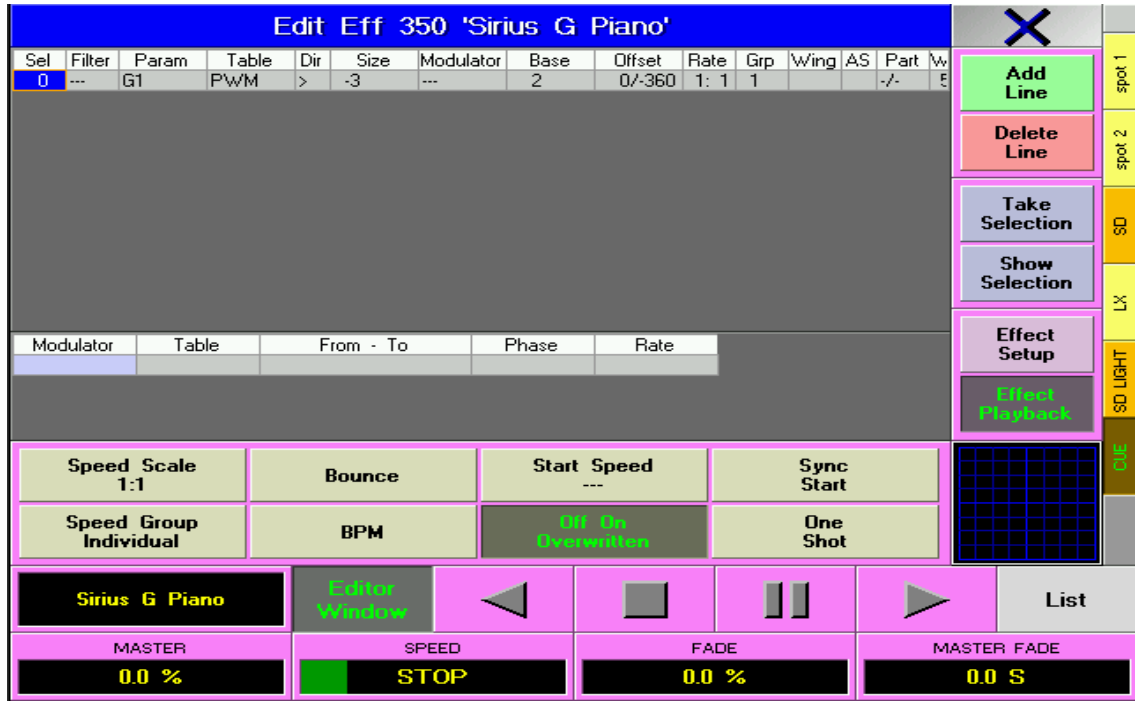 Edit Eff 350 'Sirius G Piano'
Sel Filter Param Table Dir Size Modulator Base Offset Rate Grp Wing AS Part W
0 --- G1 PWM > -3 --- 2 0/-360 1: 1 1 -/- 5
Add
Line
Delete
Line
Take
Selection
Show
Selection
Effect
Setup
Effect
Playback
spot 1
spot 2
SD
LX
SD LIGHT
CUE
Modulator Table From - To Phase Rate
Speed Scale
1:1
Bounce
Start Speed
---
Sync
Start
Speed Group
Individual
BPM
Off On
Overwritten
One
Shot
Sirius G Piano
Editor
Window
List
MASTER SPEED FADE MASTER FADE
0.0 % STOP 0.0 % 0.0 S